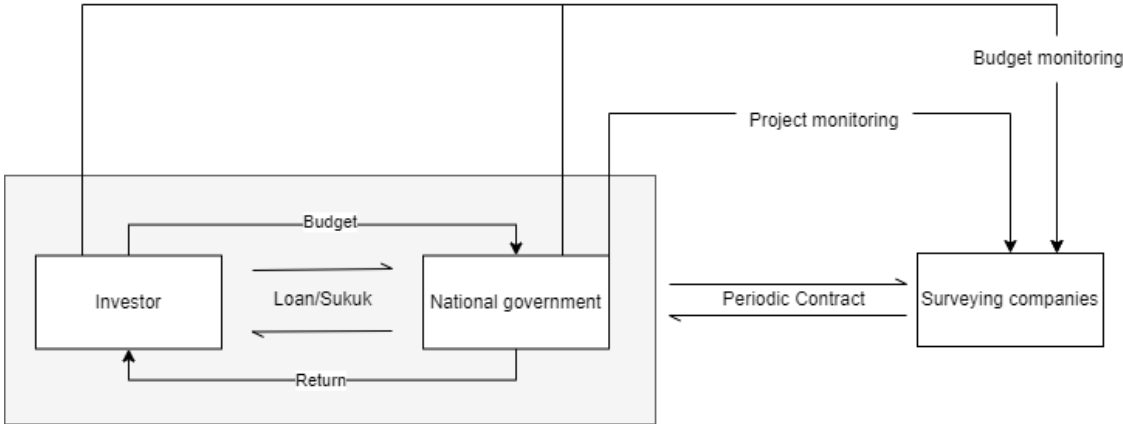 Budget monitoring
Project monitoring
Budget
Investor
Loan/Sukuk
National government
Periodic Contract
Surveying companies
Return